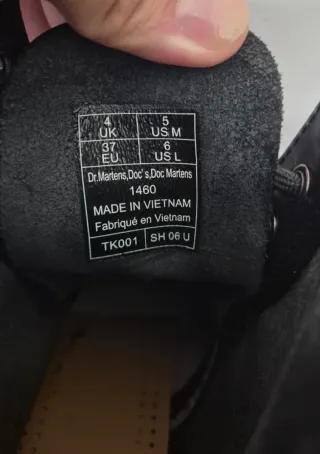 4 UK 5 US M
37 EU 6 US L
Dr.Martens,Doc's,Doc Martens
1460
MADE IN VIETNAM
Fabriqué en Vietnam
TK001 SH 06 U